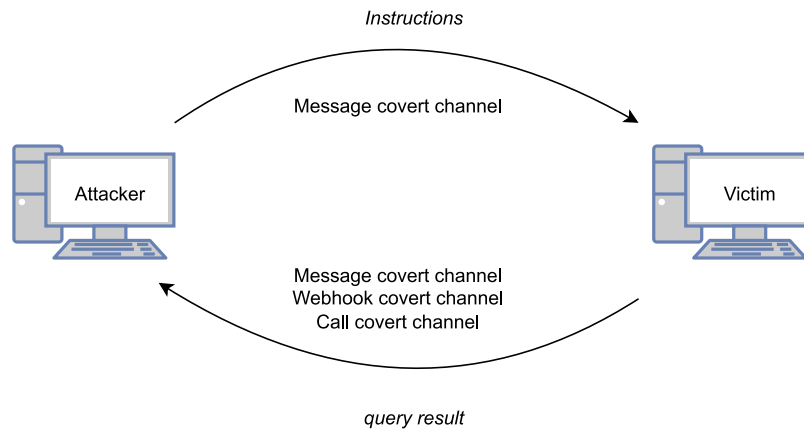 Instructions
Message covert channel
Attacker
Victim
Message covert channel
Webhook covert channel
Call covert channel
query result